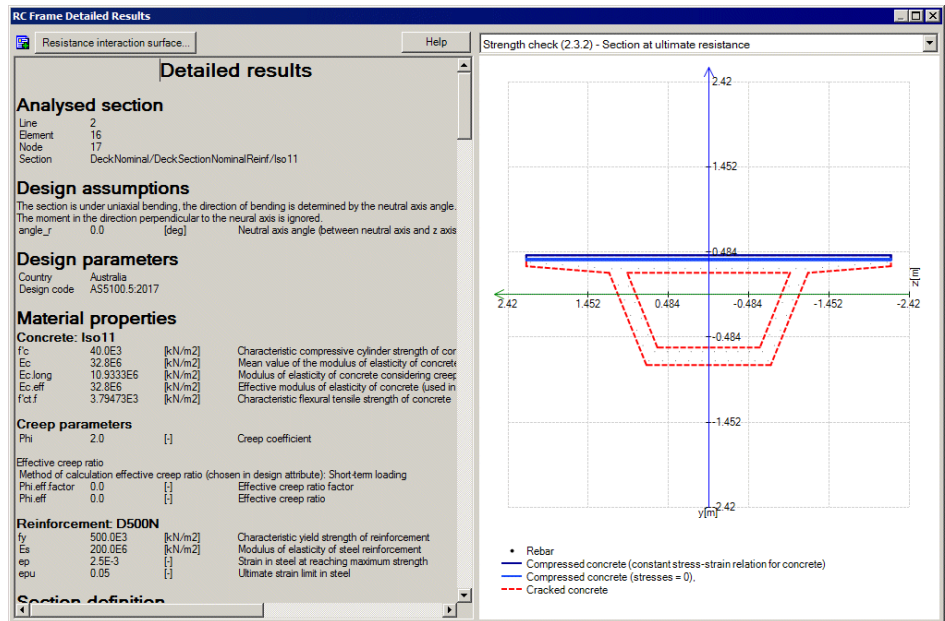 RC Frame Detailed Results
Resistance interaction surface...
Help
Detailed results
Analysed section
Line 2
Element 16
Node 17
Section DeckNominal/DeckSectionNominalReinf/Iso11
Design assumptions
The section is under uniaxial bending, the direction of bending is determined by the neutral axis angle.
The moment in the direction perpendicular to the neural axis is ignored.
angle_r 0.0 [deg] Neutral axis angle (between neutral axis and z axis
Design parameters
Country Australia
Design code AS5100.5:2017
Material properties
Concrete: Iso11
f'c 40.0E3 [kN/m2] Characteristic compressive cylinder strength of con
Ec 32.8E6 [kN/m2] Mean value of the modulus of elasticity of concrete
Ec.long 10.9333E6 [kN/m2] Modulus of elasticity of concrete considering creep
Ec.eff 32.8E6 [kN/m2] Effective modulus of elasticity of concrete (used in
f'ct.f 3.79473E3 [kN/m2] Characteristic flexural tensile strength of concrete
Creep parameters
Phi 2.0 [-] Creep coefficient
Effective creep ratio
Method of calculation effective creep ratio (chosen in design attribute): Short-term loading
Phi.eff.factor 0.0 [-] Effective creep ratio factor
Phi.eff 0.0 [-] Effective creep ratio
Reinforcement: D500N
fy 500.0E3 [kN/m2] Characteristic yield strength of reinforcement
Es 200.0E6 [kN/m2] Modulus of elasticity of steel reinforcement
ep 2.5E-3 [-] Strain in steel at reaching maximum strength
epu 0.05 [-] Ultimate strain limit in steel
Section definition
Strength check (2.3.2) - Section at ultimate resistance
2.42
1.452
0.484
z[m]
2.42 1.452 0.484 -0.484 -1.452 -2.42
-0.484
-1.452
-2.42
y[m]
Rebar
Compressed concrete (constant stress-strain relation for concrete)
Compressed concrete (stresses = 0),
Cracked concrete